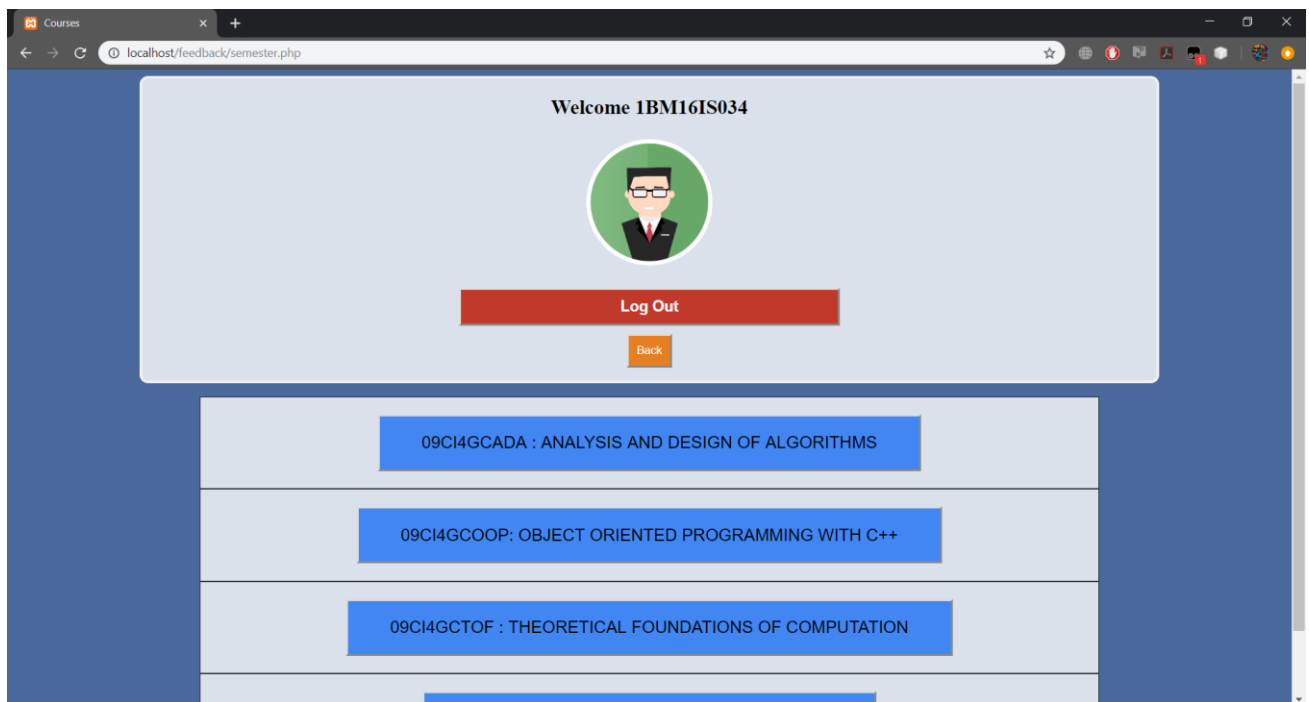 Courses
localhost/feedback/semester.php
1
Welcome 1BM16IS034
Log Out
Back
09CI4GCADA : ANALYSIS AND DESIGN OF ALGORITHMS
09CI4GCOOP: OBJECT ORIENTED PROGRAMMING WITH C++
09CI4GCTOF : THEORETICAL FOUNDATIONS OF COMPUTATION